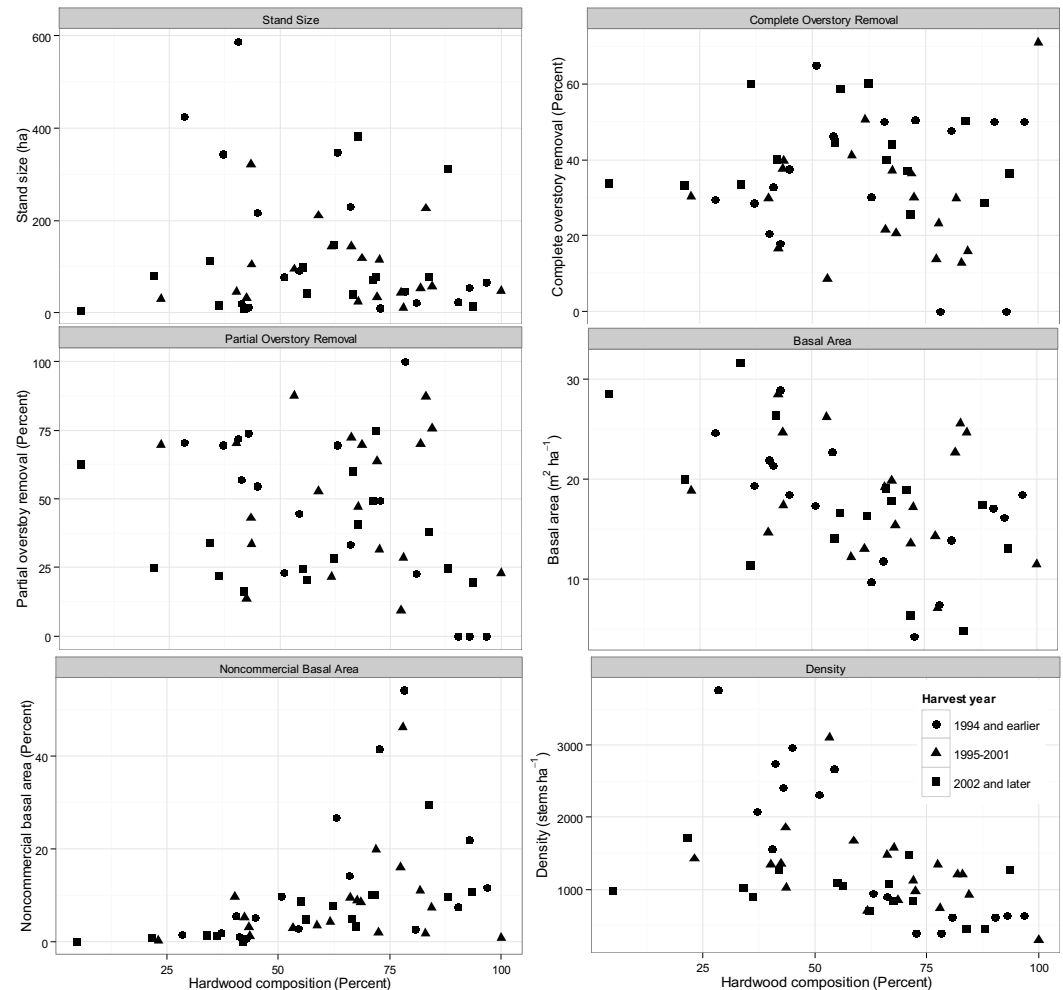 Stand Size
Complete Overstory Removal
600
400
200
0
Stand size (ha)
60
40
20
0
Complete overstory removal (Percent)
Partial Overstory Removal
Basal Area
100
75
50
25
0
Partial overstoy removal (Percent)
30
20
10
Basal area (m² ha⁻¹)
Noncommercial Basal Area
Density
40
20
0
Noncommercial basal area (Percent)
3000
2000
1000
Density (stems ha⁻¹)
Harvest year
1994 and earlier
1995-2001
2002 and later
25 50 75 100
Hardwood composition (Percent)
25 50 75 100
Hardwood composition (Percent)